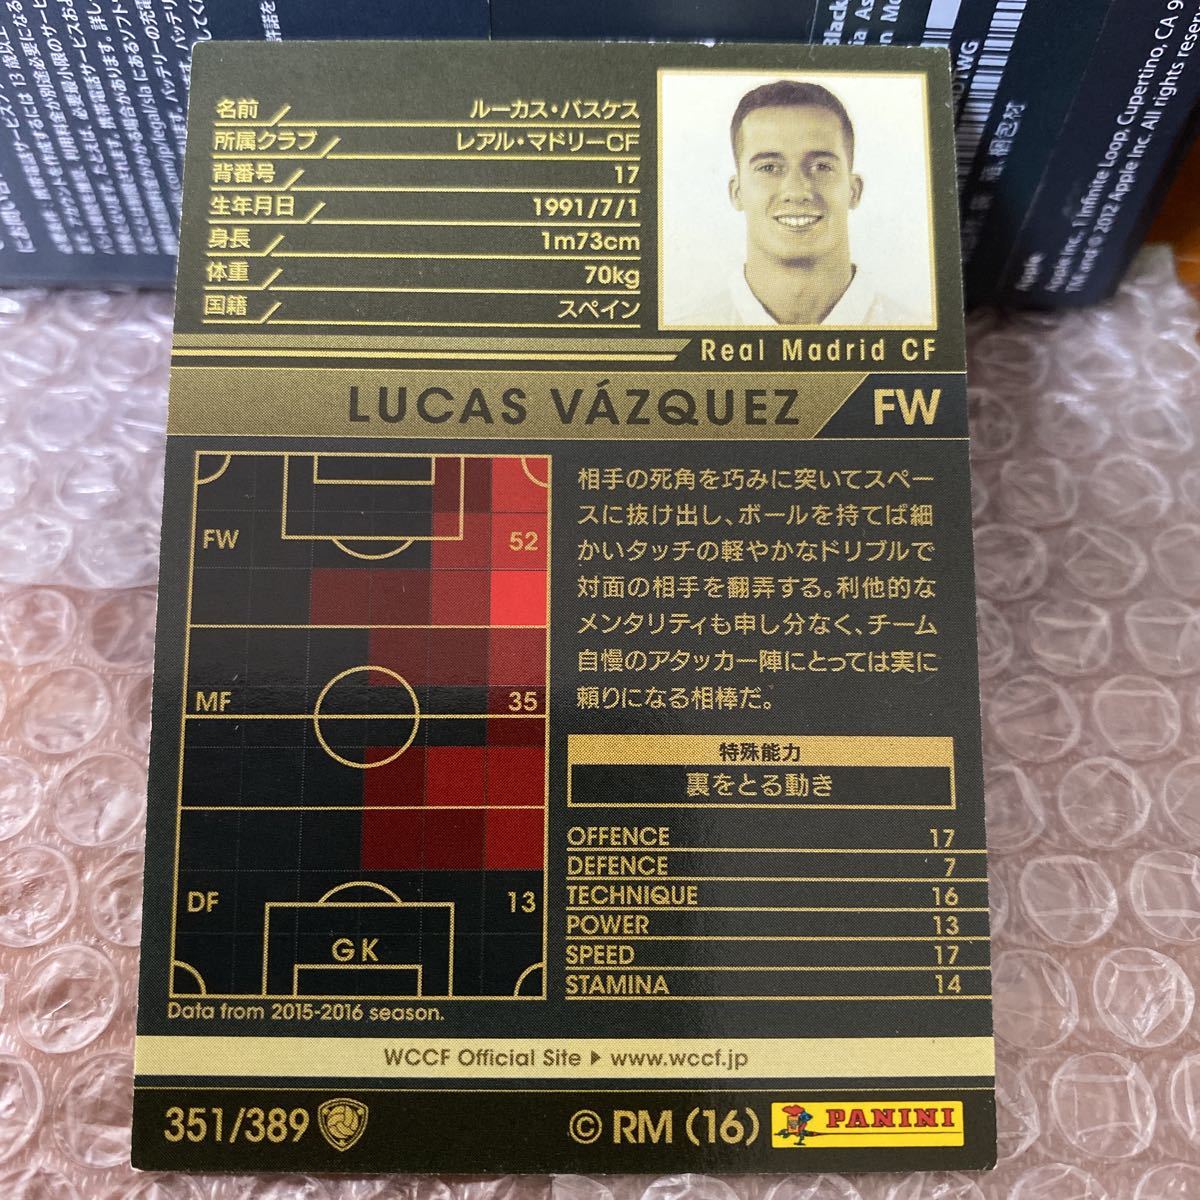 名前 ルーカス・バスケス
所属クラブ レアル・マドリーCF
背番号 17
生年月日 1991/7/1
身長 1m73cm
体重 70kg
国籍 スペイン
Real Madrid CF
LUCAS VÁZQUEZ FW
FW 52
MF 35
DF 13
GK
Data from 2015-2016 season.
相手の死角を巧みに突いてスペー
スに抜け出し、ボールを持てば細
かいタッチの軽やかなドリブルで
対面の相手を翻弄する。利他的な
メンタリティも申し分なく、チーム
自慢のアタッカー陣にとっては実に
頼りになる相棒だ。
特殊能力
裏をとる動き
OFFENCE 17
DEFENCE 7
TECHNIQUE 16
POWER 13
SPEED 17
STAMINA 14
WCCF Official Site ▶ www.wccf.jp
351/389
© RM (16) PANINI
Apple
Apple Inc. 1 Infinite Loop, Cupertino, CA 9
TM and © 2012 Apple Inc. All rights reser